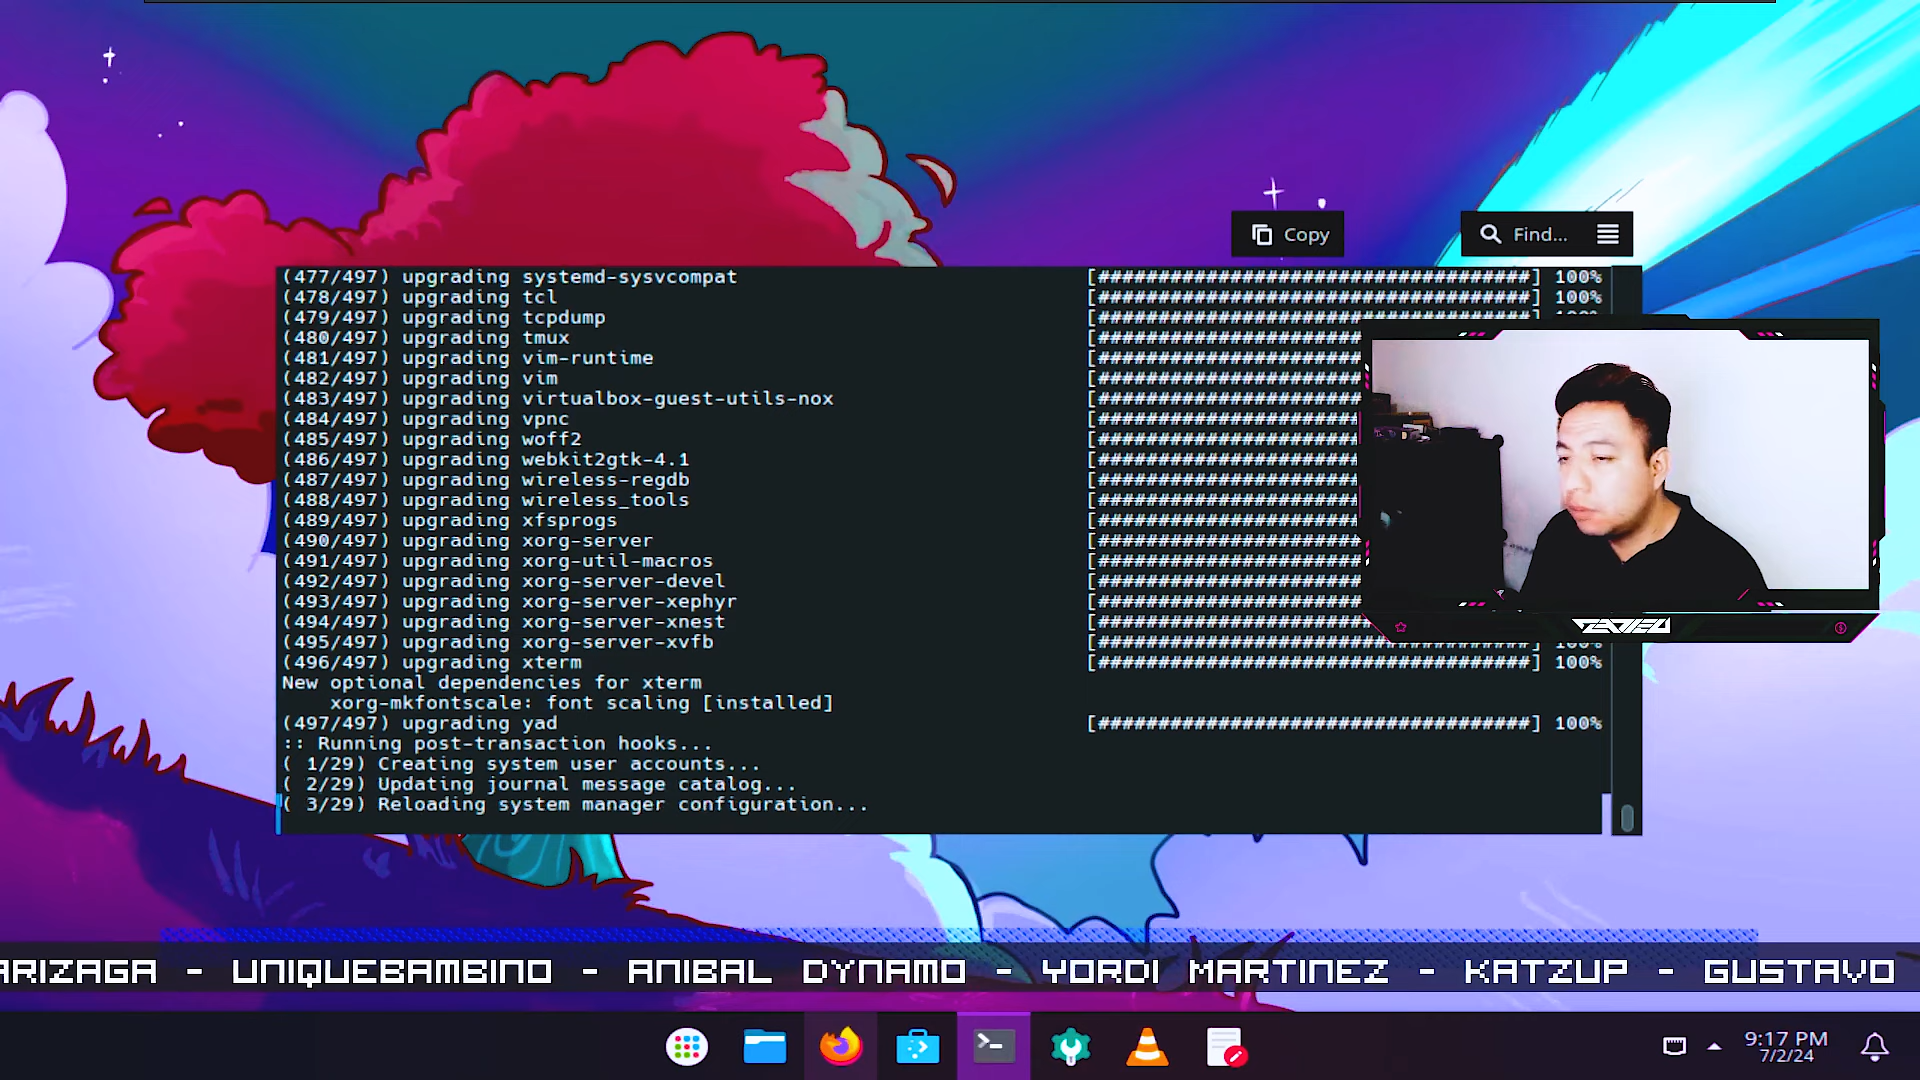 Copy
Find...
(477/497) upgrading systemd-sysvcompat [####################################] 100%
(478/497) upgrading tcl [####################################] 100%
(479/497) upgrading tcpdump [####################################] 100%
(480/497) upgrading tmux [######################
(481/497) upgrading vim-runtime [######################
(482/497) upgrading vim [######################
(483/497) upgrading virtualbox-guest-utils-nox [######################
(484/497) upgrading vpnc [######################
(485/497) upgrading woff2 [######################
(486/497) upgrading webkit2gtk-4.1 [######################
(487/497) upgrading wireless-regdb [######################
(488/497) upgrading wireless_tools [######################
(489/497) upgrading xfsprogs [######################
(490/497) upgrading xorg-server [######################
(491/497) upgrading xorg-util-macros [######################
(492/497) upgrading xorg-server-devel [######################
(493/497) upgrading xorg-server-xephyr [######################
(494/497) upgrading xorg-server-xnest [######################
(495/497) upgrading xorg-server-xvfb [####################################] 100%
(496/497) upgrading xterm [####################################] 100%
New optional dependencies for xterm
xorg-mkfontscale: font scaling [installed]
(497/497) upgrading yad [####################################] 100%
:: Running post-transaction hooks...
( 1/29) Creating system user accounts...
( 2/29) Updating journal message catalog...
( 3/29) Reloading system manager configuration...
ARIZAGA - UNIQUEBAMBINO - ANIBAL DYNAMO - YORDI MARTINEZ - KATZUP - GUSTAVO
9:17 PM
7/2/24